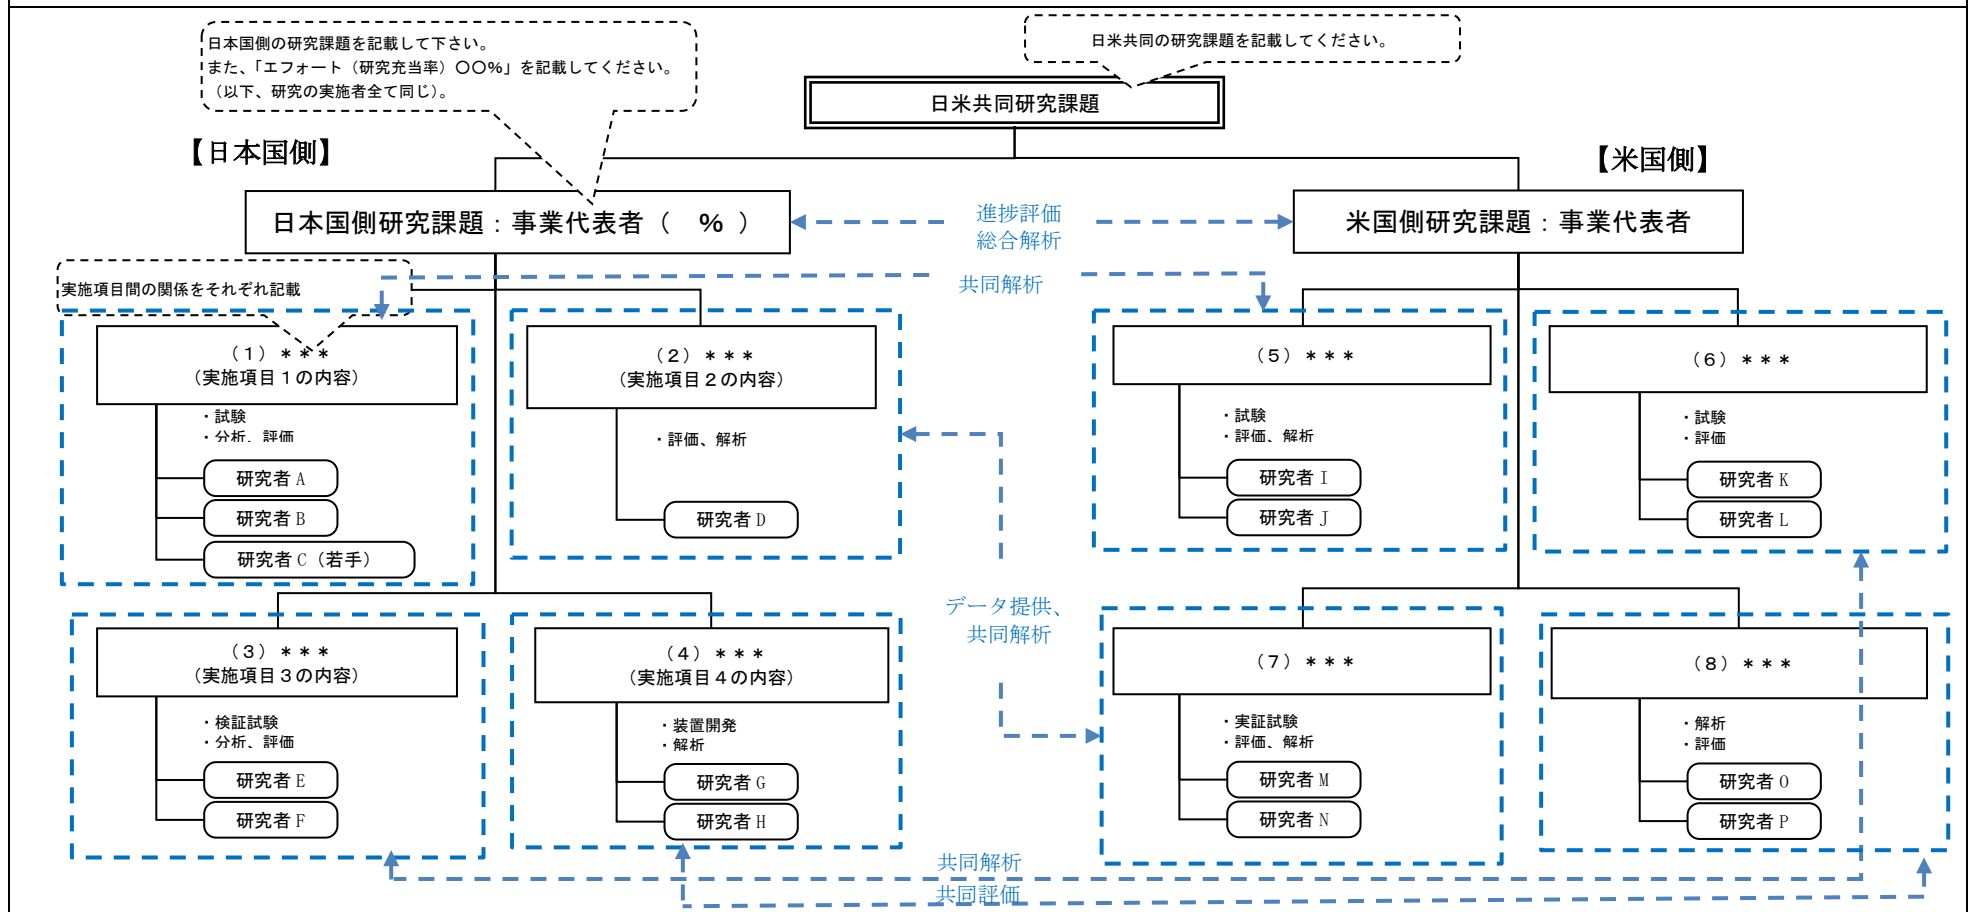 日本国側の研究課題を記載して下さい。
また、「エフォート（研究充当率）〇〇%」を記載してください。
（以下、研究の実施者全て同じ）。
日米共同の研究課題を記載してください。
日米共同研究課題
【日本国側】
【米国側】
日本国側研究課題：事業代表者（　％）
進捗評価
総合解析
米国側研究課題：事業代表者
実施項目間の関係をそれぞれ記載
共同解析
（１）＊＊＊
（実施項目１の内容）
・試験
・分析、評価
研究者 A
研究者 B
研究者 C（若手）
（２）＊＊＊
（実施項目２の内容）
・評価、解析
研究者 D
（５）＊＊＊
・試験
・評価、解析
研究者 I
研究者 J
（６）＊＊＊
・試験
・評価
研究者 K
研究者 L
データ提供、
共同解析
（３）＊＊＊
（実施項目３の内容）
・検証試験
・分析、評価
研究者 E
研究者 F
（４）＊＊＊
（実施項目４の内容）
・装置開発
・解析
研究者 G
研究者 H
（７）＊＊＊
・実証試験
・評価、解析
研究者 M
研究者 N
（８）＊＊＊
・解析
・評価
研究者 O
研究者 P
共同解析
共同評価